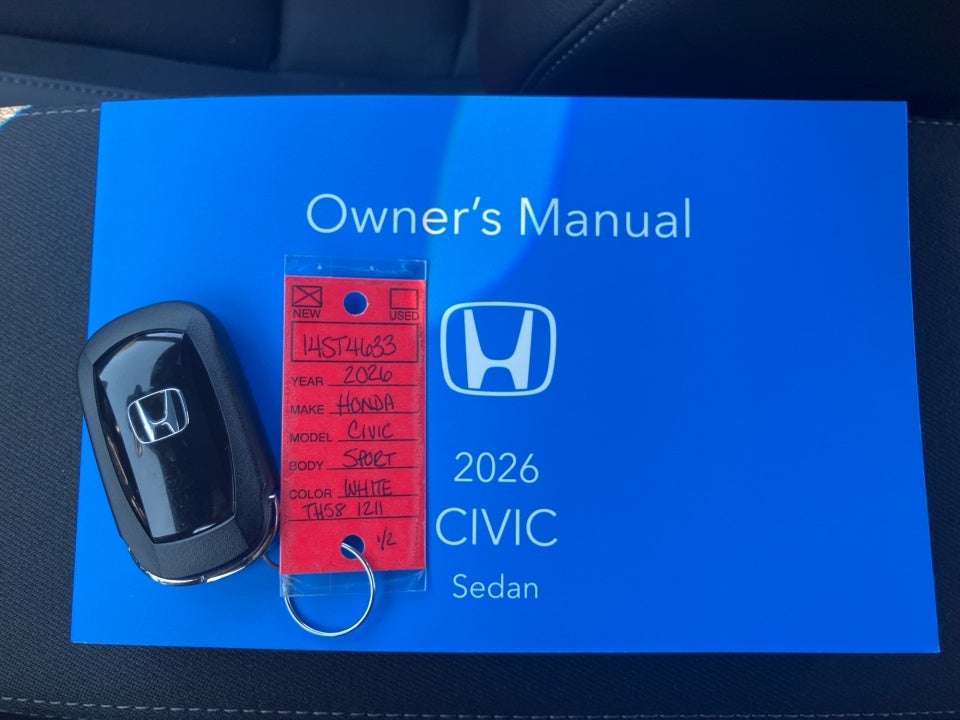 Owner's Manual
NEW USED
14ST4633
YEAR 2026
MAKE HONDA
MODEL CIVIC
BODY SPORT
COLOR WHITE
TH58 1211
1/2
2026
CIVIC
Sedan